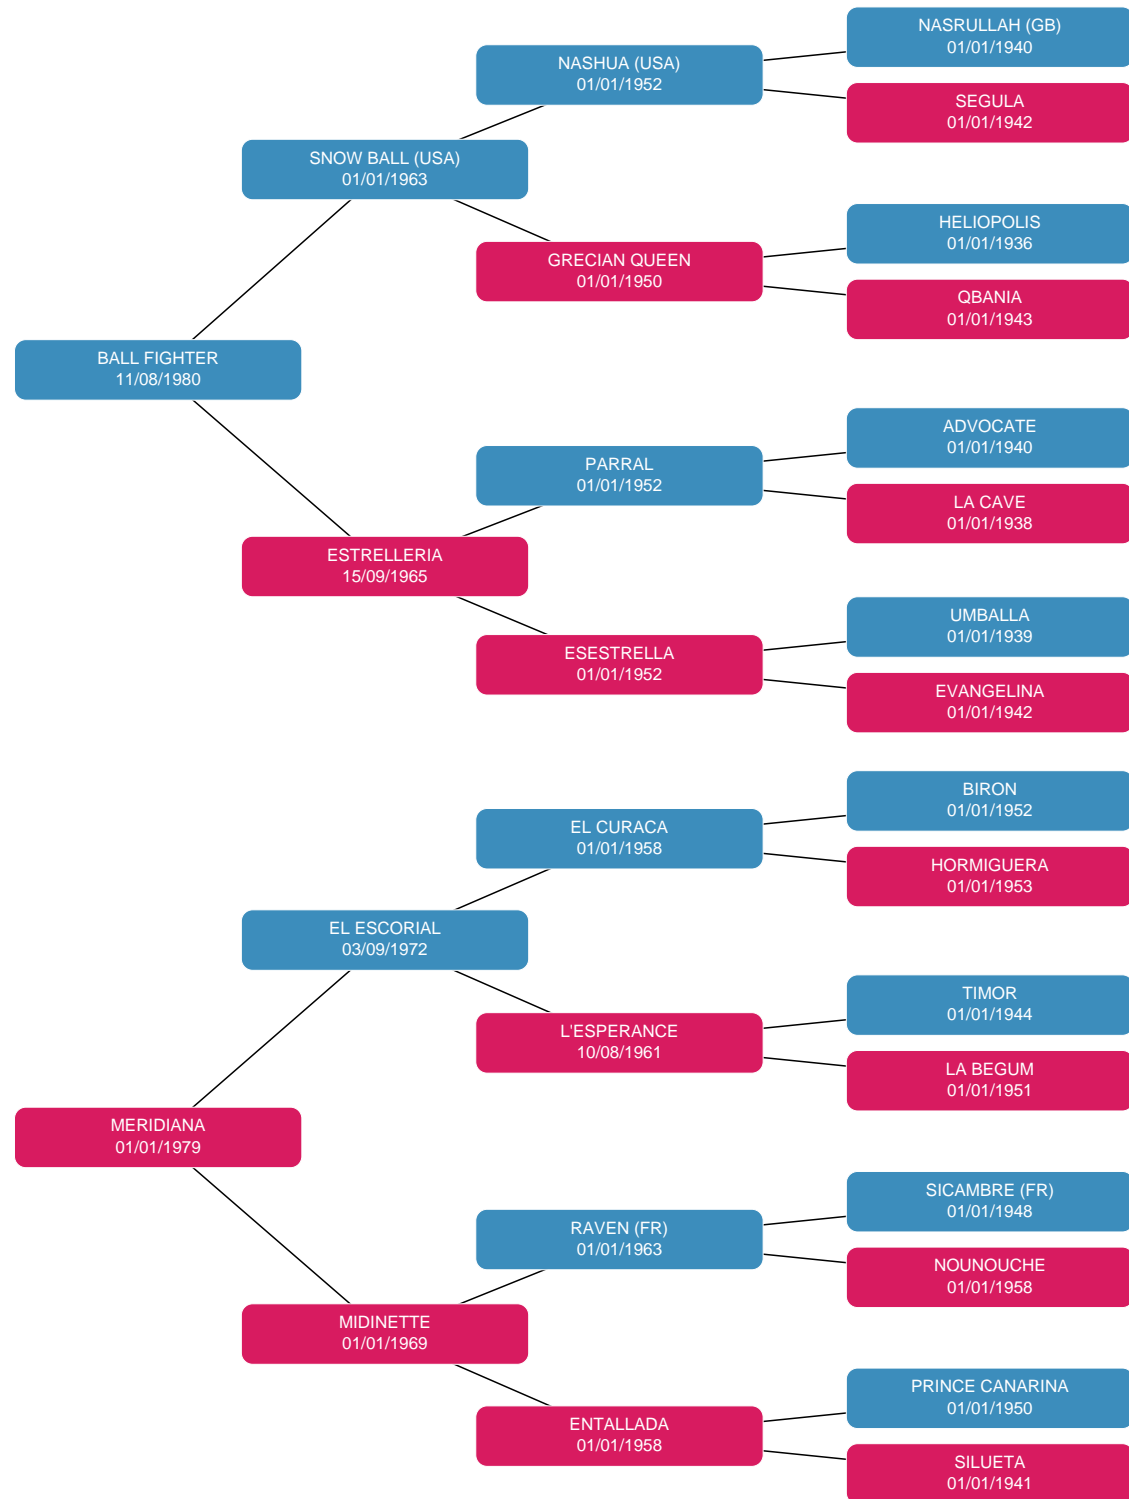 NASRULLAH (GB)
01/01/1940
NASHUA (USA)
01/01/1952
SEGULA
01/01/1942
SNOW BALL (USA)
01/01/1963
HELIOPOLIS
01/01/1936
GRECIAN QUEEN
01/01/1950
QBANIA
01/01/1943
BALL FIGHTER
11/08/1980
ADVOCATE
01/01/1940
PARRAL
01/01/1952
LA CAVE
01/01/1938
ESTRELLERIA
15/09/1965
UMBALLA
01/01/1939
ESESTRELLA
01/01/1952
EVANGELINA
01/01/1942
BIRON
01/01/1952
EL CURACA
01/01/1958
HORMIGUERA
01/01/1953
EL ESCORIAL
03/09/1972
TIMOR
01/01/1944
L'ESPERANCE
10/08/1961
LA BEGUM
01/01/1951
MERIDIANA
01/01/1979
SICAMBRE (FR)
01/01/1948
RAVEN (FR)
01/01/1963
NOUNOUCHE
01/01/1958
MIDINETTE
01/01/1969
PRINCE CANARINA
01/01/1950
ENTALLADA
01/01/1958
SILUETA
01/01/1941